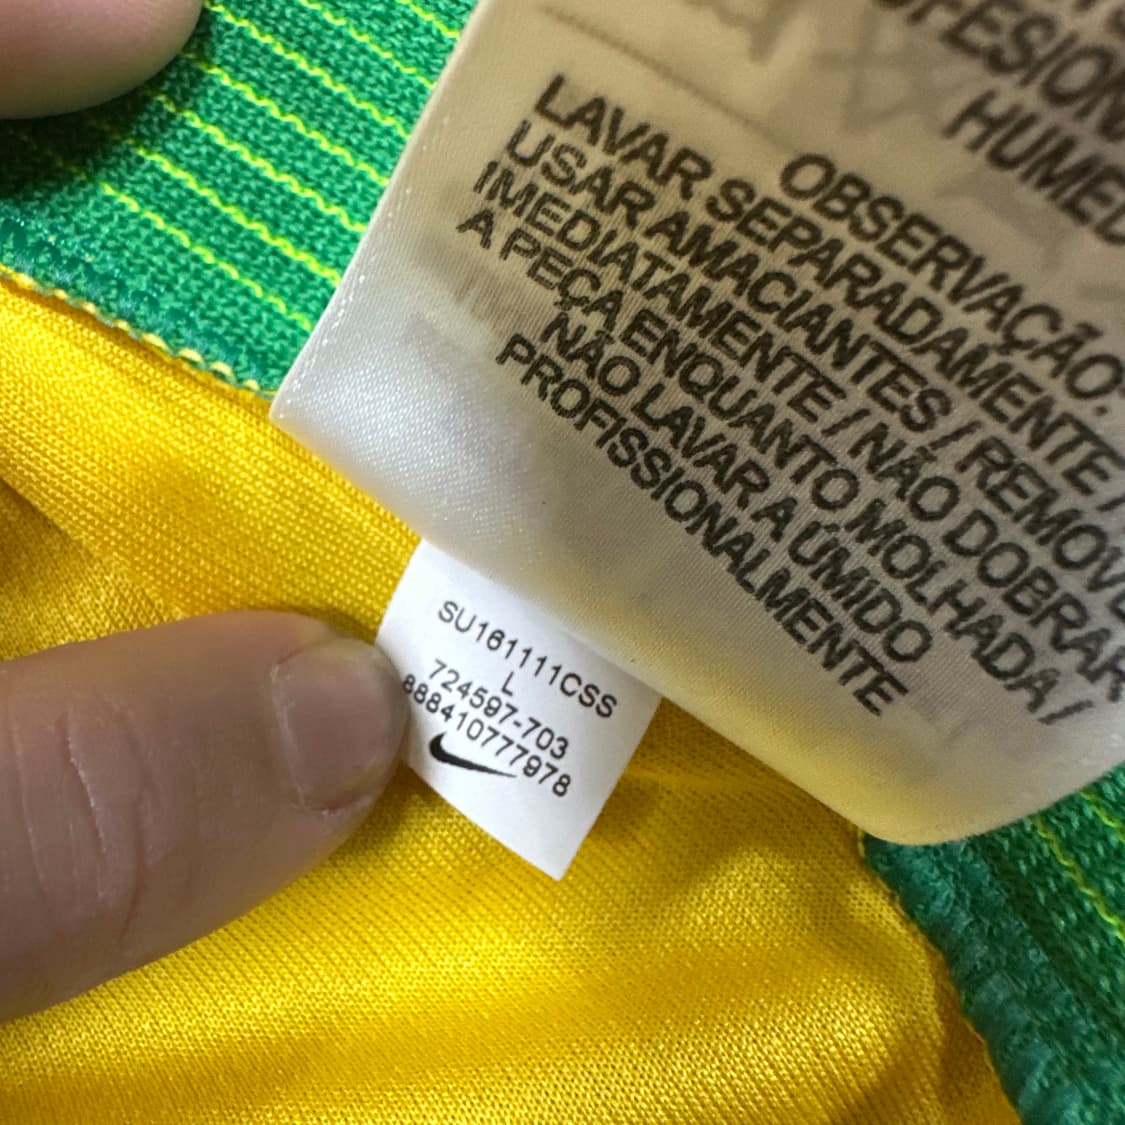 HUMED
OBSERVAÇÃO:
LAVAR SEPARADAMENTE /
USAR AMACIANTES / REMOVE
IMEDIATAMENTE / NÃO DOBRAR
A PEÇA ENQUANTO MOLHADA /
NÃO LAVAR A ÚMIDO
PROFISSIONALMENTE
SU161111CSS
L
724597-703
888410777978